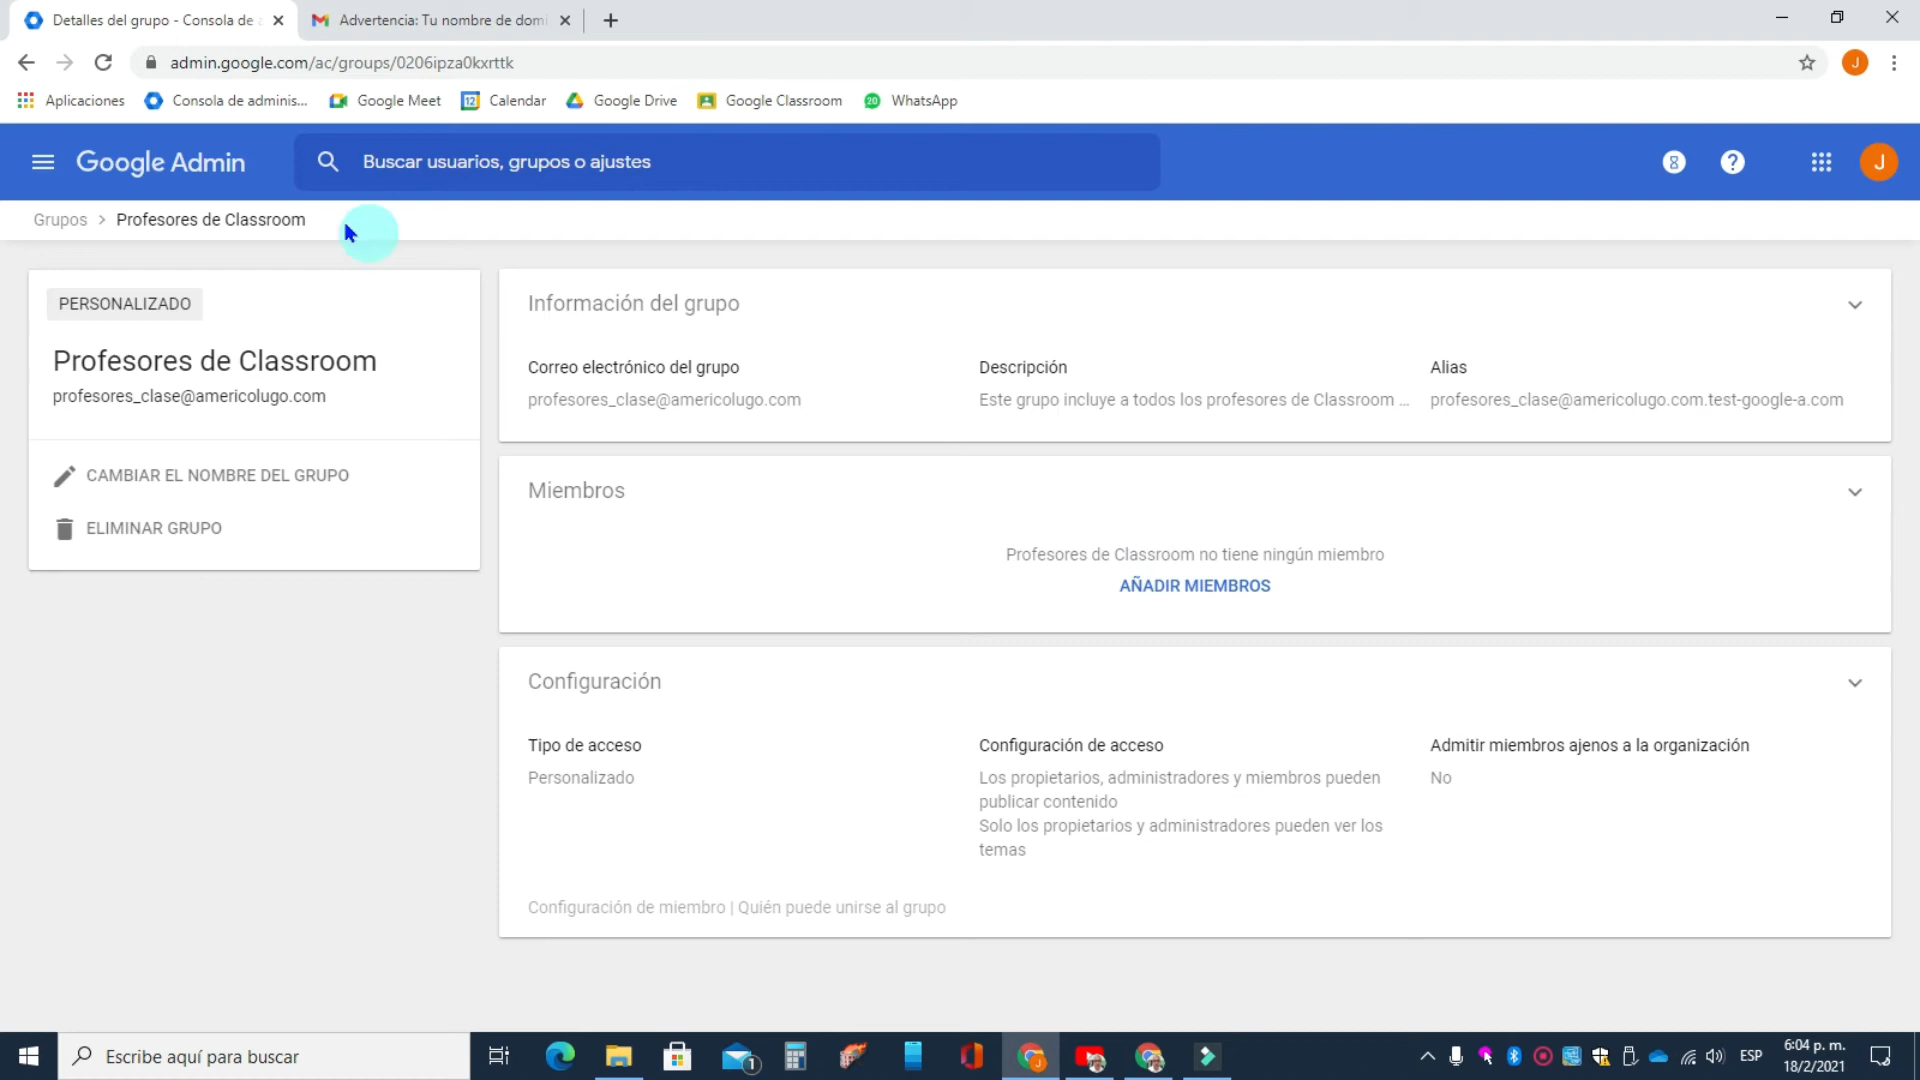 Detalles del grupo - Consola de a
Advertencia: Tu nombre de domi
admin.google.com/ac/groups/0206ipza0kxrttk
J
Aplicaciones
Consola de adminis...
12
Google Meet
Calendar
Google Drive
Google Classroom
20
WhatsApp
Google Admin
Buscar usuarios, grupos o ajustes
8
?
J
Grupos > Profesores de Classroom
PERSONALIZADO
Profesores de Classroom
profesores_clase@americolugo.com
CAMBIAR EL NOMBRE DEL GRUPO
ELIMINAR GRUPO
Información del grupo
Correo electrónico del grupo
profesores_clase@americolugo.com
Descripción
Este grupo incluye a todos los profesores de Classroom ...
Alias
profesores_clase@americolugo.com.test-google-a.com
Miembros
Profesores de Classroom no tiene ningún miembro
AÑADIR MIEMBROS
Configuración
Tipo de acceso
Personalizado
Configuración de acceso
Los propietarios, administradores y miembros pueden
publicar contenido
Solo los propietarios y administradores pueden ver los
temas
Admitir miembros ajenos a la organización
No
Configuración de miembro | Quién puede unirse al grupo
Escribe aquí para buscar
1
ESP
6:04 p. m.
18/2/2021